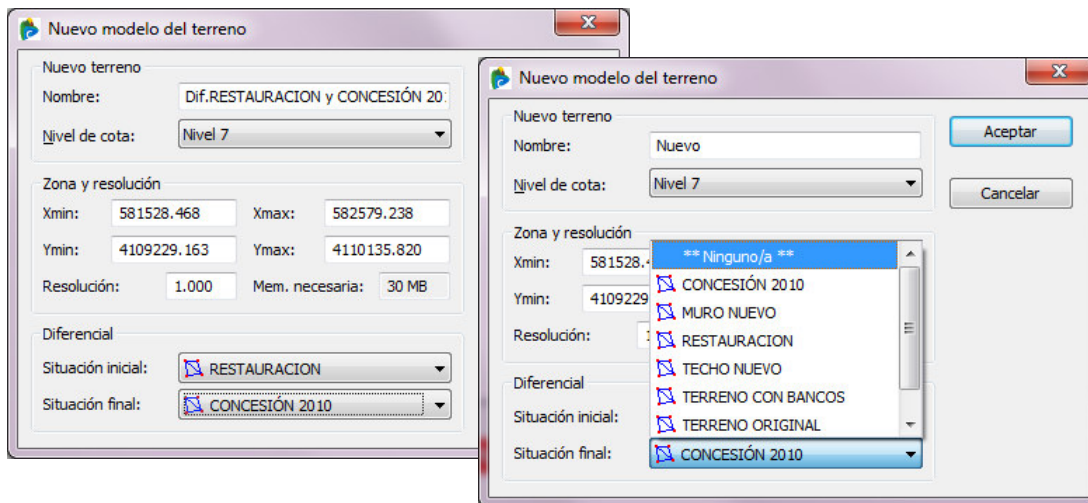 Nuevo modelo del terreno
Nuevo terreno
Nombre: Dif.RESTAURACION y CONCESIÓN 20
Nivel de cota: Nivel 7
Zona y resolución
Xmin: 581528.468 Xmax: 582579.238
Ymin: 4109229.163 Ymax: 4110135.820
Resolución: 1.000 Mem. necesaria: 30 MB
Diferencial
Situación inicial: RESTAURACION
Situación final: CONCESIÓN 2010
Nuevo modelo del terreno
Nuevo terreno
Nombre: Nuevo
Nivel de cota: Nivel 7
Aceptar
Cancelar
Zona y resolución
Xmin: 581528.
Ymin: 4109229
Resolución:
** Ninguno/a **
CONCESIÓN 2010
MURO NUEVO
RESTAURACION
TECHO NUEVO
TERRENO CON BANCOS
TERRENO ORIGINAL
Diferencial
Situación inicial:
Situación final: CONCESIÓN 2010